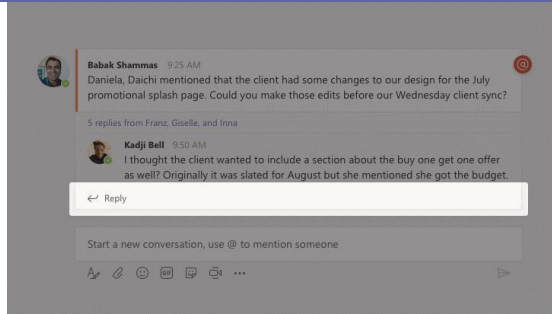 Babak Shammas 9:25 AM
Daniela, Daichi mentioned that the client had some changes to our design for the July
promotional splash page. Could you make those edits before our Wednesday client sync?
5 replies from Franz, Giselle, and Inna
Kadji Bell 9:50 AM
I thought the client wanted to include a section about the buy one get one offer
as well? Originally it was slated for August but she mentioned she got the budget.
Reply
Start a new conversation, use @ to mention someone
GIF